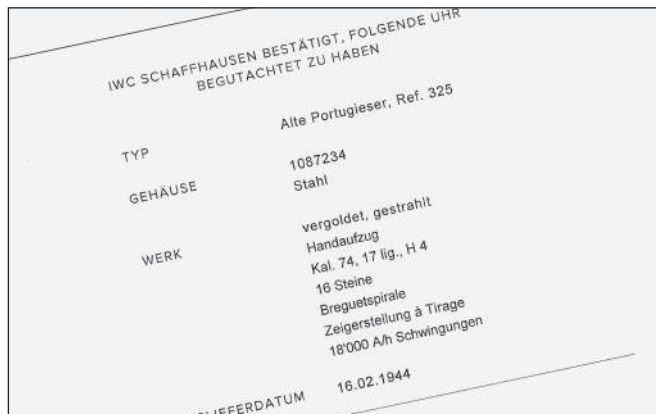 IWC SCHAFFHAUSEN BESTÄTIGT, FOLGENDE UHR
BEGUTACHTET ZU HABEN
TYP Alte Portugieser, Ref. 325
GEHÄUSE 1087234
Stahl
WERK vergoldet, gestrahlt
Handaufzug
Kal. 74, 17 lig., H 4
16 Steine
Breguetspirale
Zeigerstellung à Tirage
18'000 A/h Schwingungen
16.02.1944